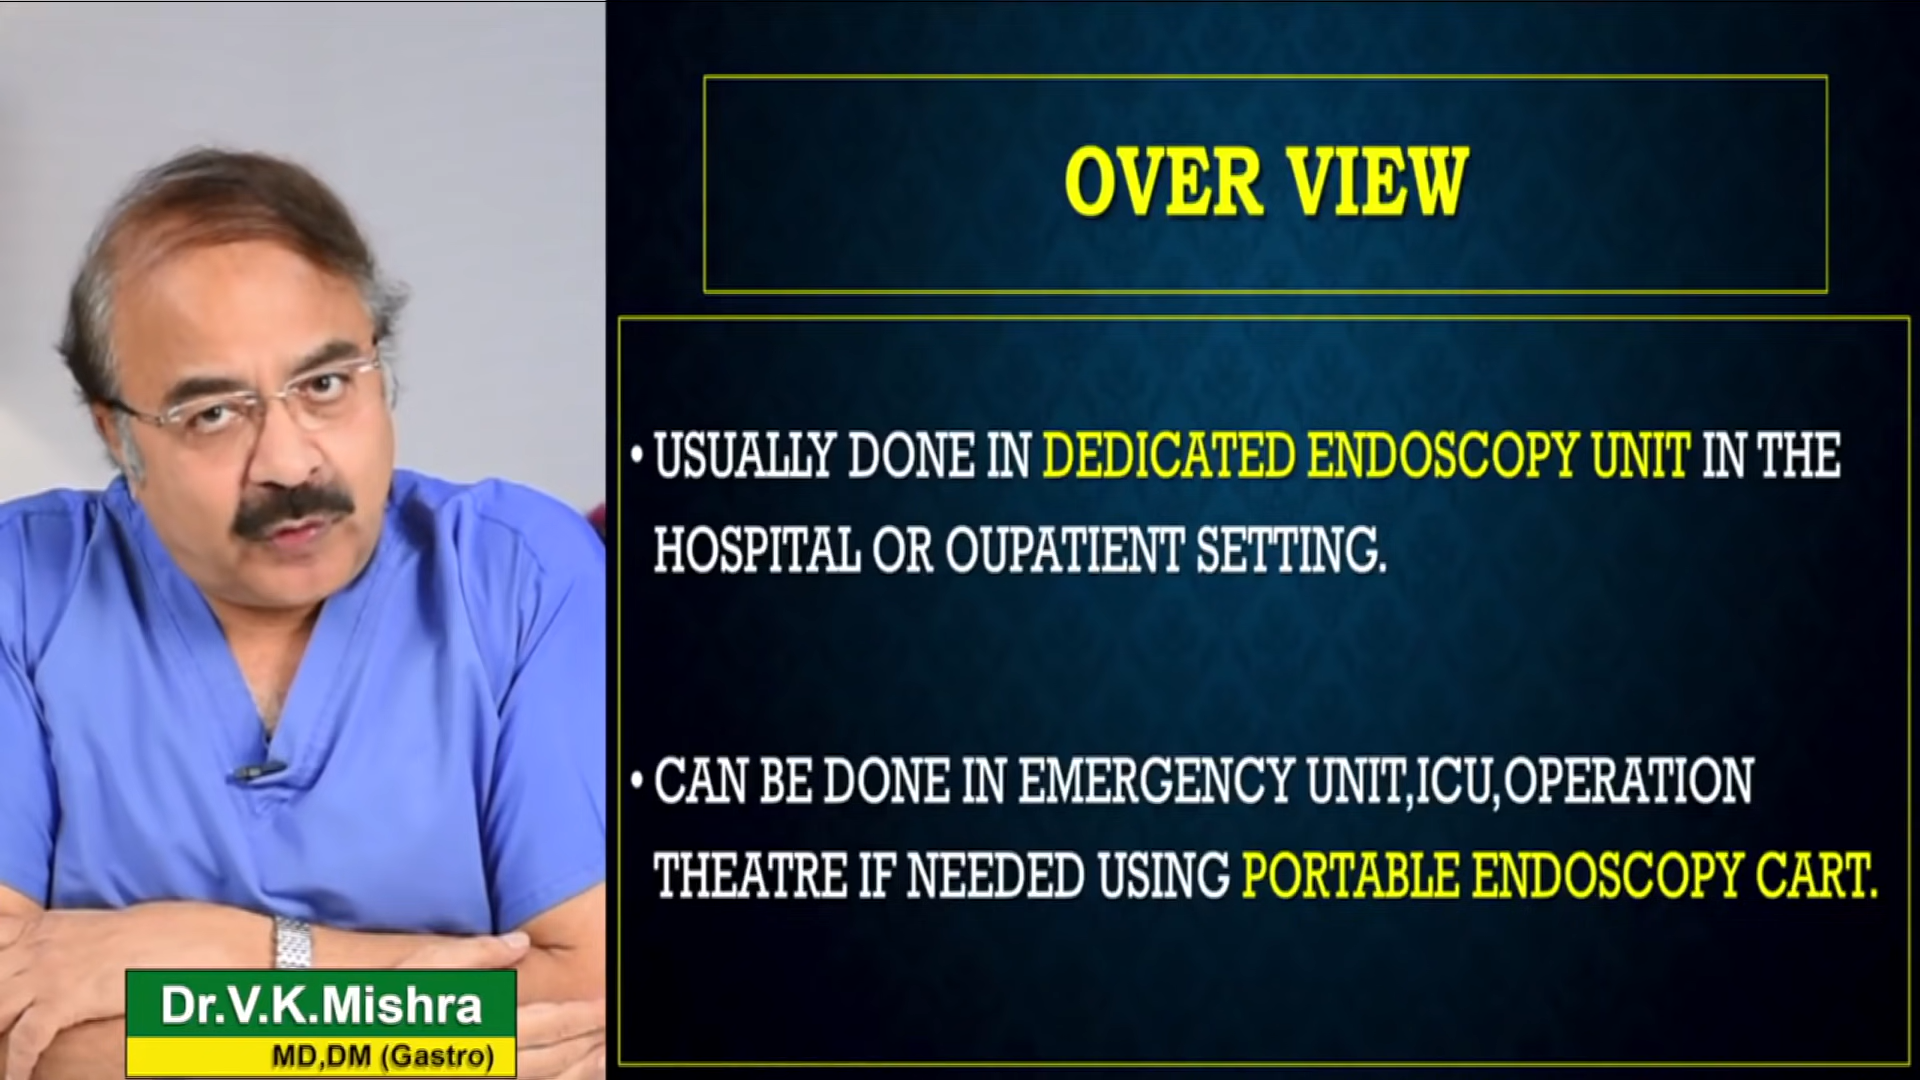 OVER VIEW
• USUALLY DONE IN DEDICATED ENDOSCOPY UNIT IN THE
HOSPITAL OR OUPATIENT SETTING.
• CAN BE DONE IN EMERGENCY UNIT,ICU,OPERATION
THEATRE IF NEEDED USING PORTABLE ENDOSCOPY CART.
Dr.V.K.Mishra
MD,DM (Gastro)